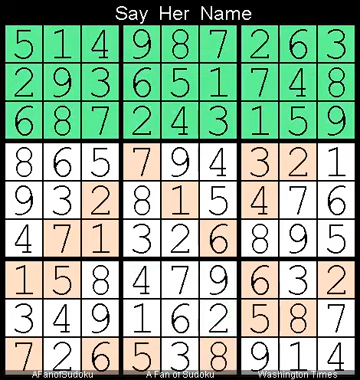 Say Her Name
5 1 4 9 8 7 2 6 3
2 9 3 6 5 1 7 4 8
6 8 7 2 4 3 1 5 9
8 6 5 7 9 4 3 2 1
9 3 2 8 1 5 4 7 6
4 7 1 3 2 6 8 9 5
1 5 8 4 7 9 6 3 2
3 4 9 1 6 2 5 8 7
7 2 6 5 3 8 9 1 4
AFanofSudoku A Fan of Sudoku Washington Times